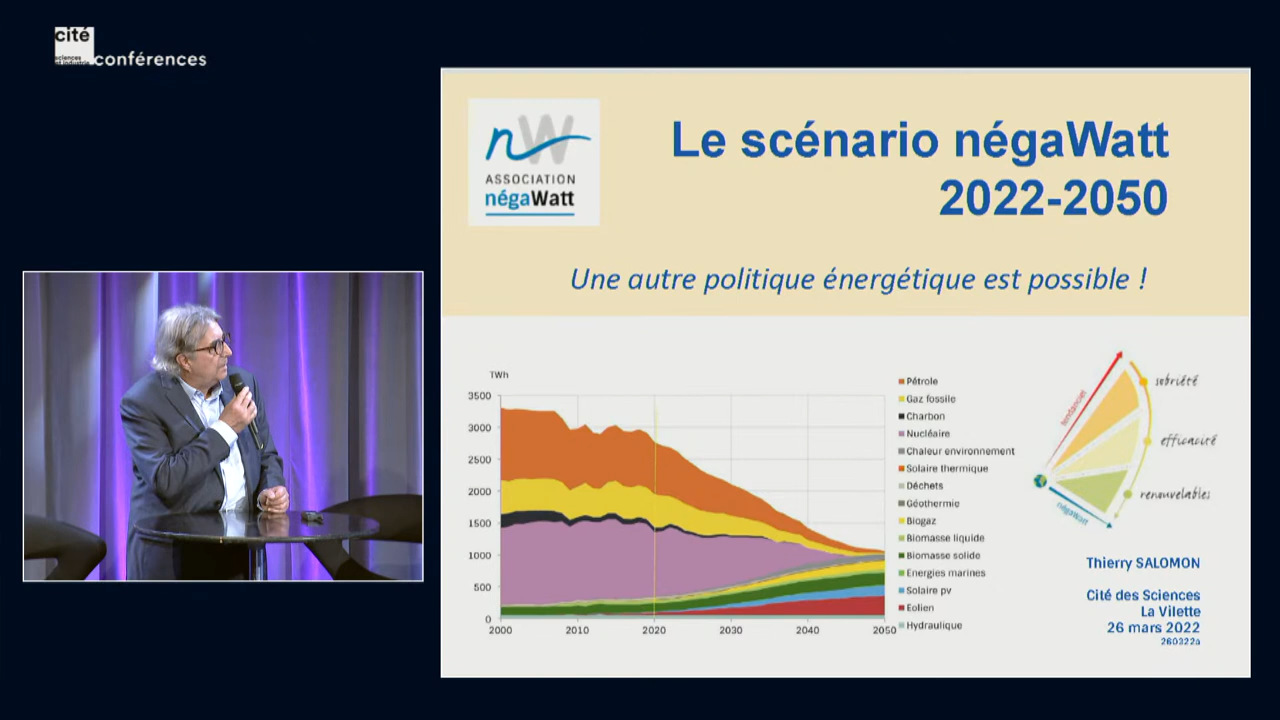 cité
sciences
et industrie
conférences
nW
ASSOCIATION
négaWatt
Le scénario négaWatt
2022-2050
Une autre politique énergétique est possible !
TWh
3500
3000
2500
2000
1500
1000
500
0
2000 2010 2020 2030 2040 2050
Pétrole
Gaz fossile
Charbon
Nucléaire
Chaleur environnement
Solaire thermique
Déchets
Géothermie
Biogaz
Biomasse liquide
Biomasse solide
Energies marines
Solaire pv
Eolien
Hydraulique
tendanciel
sobriété
efficacité
renouvelables
négaWatt
Thierry SALOMON
Cité des Sciences
La Vilette
26 mars 2022
260322a